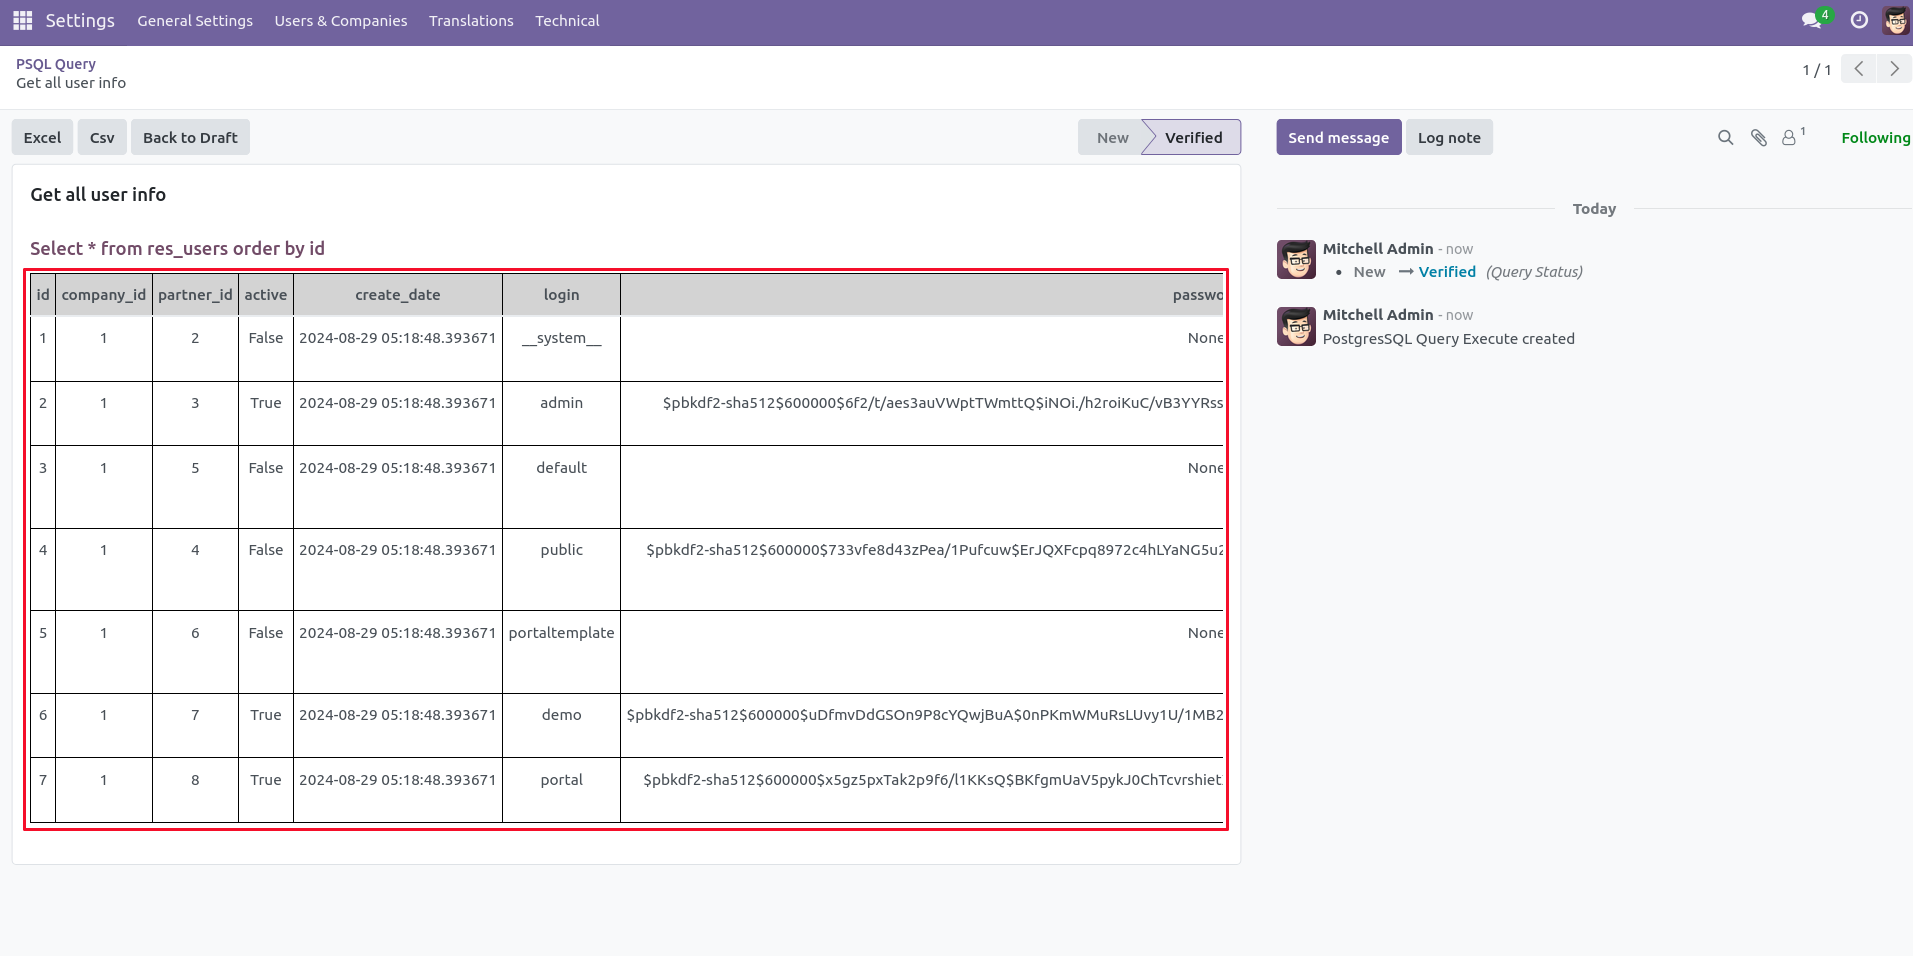 Settings General Settings Users & Companies Translations Technical 4
PSQL Query
Get all user info
1 / 1
Excel Csv Back to Draft New Verified Send message Log note 1 Following
Get all user info
Select * from res_users order by id
id company_id partner_id active create_date login passwo
1 1 2 False 2024-08-29 05:18:48.393671 __system__ None
2 1 3 True 2024-08-29 05:18:48.393671 admin $pbkdf2-sha512$600000$6f2/t/aes3auVWptTWmttQ$iNOi./h2roiKuC/vB3YYRss
3 1 5 False 2024-08-29 05:18:48.393671 default None
4 1 4 False 2024-08-29 05:18:48.393671 public $pbkdf2-sha512$600000$733vfe8d43zPea/1Pufcuw$ErJQXFcpq8972c4hLYaNG5u2
5 1 6 False 2024-08-29 05:18:48.393671 portaltemplate None
6 1 7 True 2024-08-29 05:18:48.393671 demo $pbkdf2-sha512$600000$uDfmvDdGSOn9P8cYQwjBuA$0nPKmWMuRsLUvy1U/1MB2
7 1 8 True 2024-08-29 05:18:48.393671 portal $pbkdf2-sha512$600000$x5gz5pxTak2p9f6/l1KKsQ$BKfgmUaV5pykJ0ChTcvrshiet
Today
Mitchell Admin - now
• New → Verified (Query Status)
Mitchell Admin - now
PostgresSQL Query Execute created